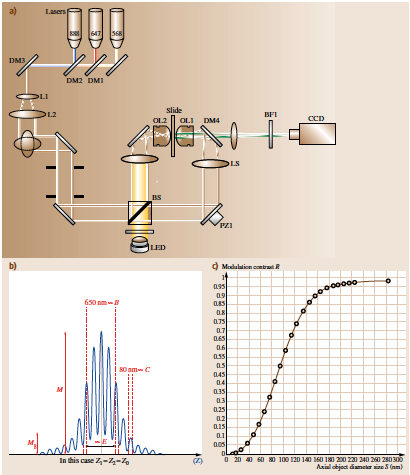 a)
Lasers
888 647 568
DM3
DM2 DM1
L1
L2
Slide
OL2 OL1 DM4
BF1
CCD
LS
BS
PZ1
LED
b)
650 nm = B
80 nm = C
M
= E
In this case Z1 = Z2 = Z0
(Z)
c) Modulation contrast R
1
0.95
0.9
0.85
0.8
0.75
0.7
0.65
0.6
0.55
0.5
0.45
0.4
0.35
0.3
0.25
0.2
0.15
0.1
0.05
0
0 20 40 60 80 100 120 140 160 180 200 220 240 260 280 300
Axial object diameter size S (nm)